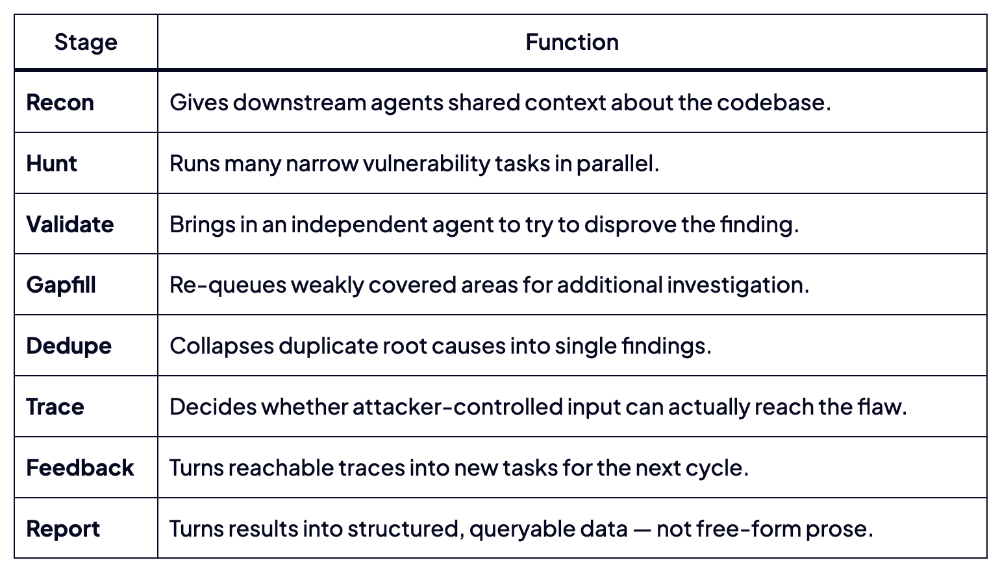 Stage Function
Recon Gives downstream agents shared context about the codebase.
Hunt Runs many narrow vulnerability tasks in parallel.
Validate Brings in an independent agent to try to disprove the finding.
Gapfill Re-queues weakly covered areas for additional investigation.
Dedupe Collapses duplicate root causes into single findings.
Trace Decides whether attacker-controlled input can actually reach the flaw.
Feedback Turns reachable traces into new tasks for the next cycle.
Report Turns results into structured, queryable data — not free-form prose.